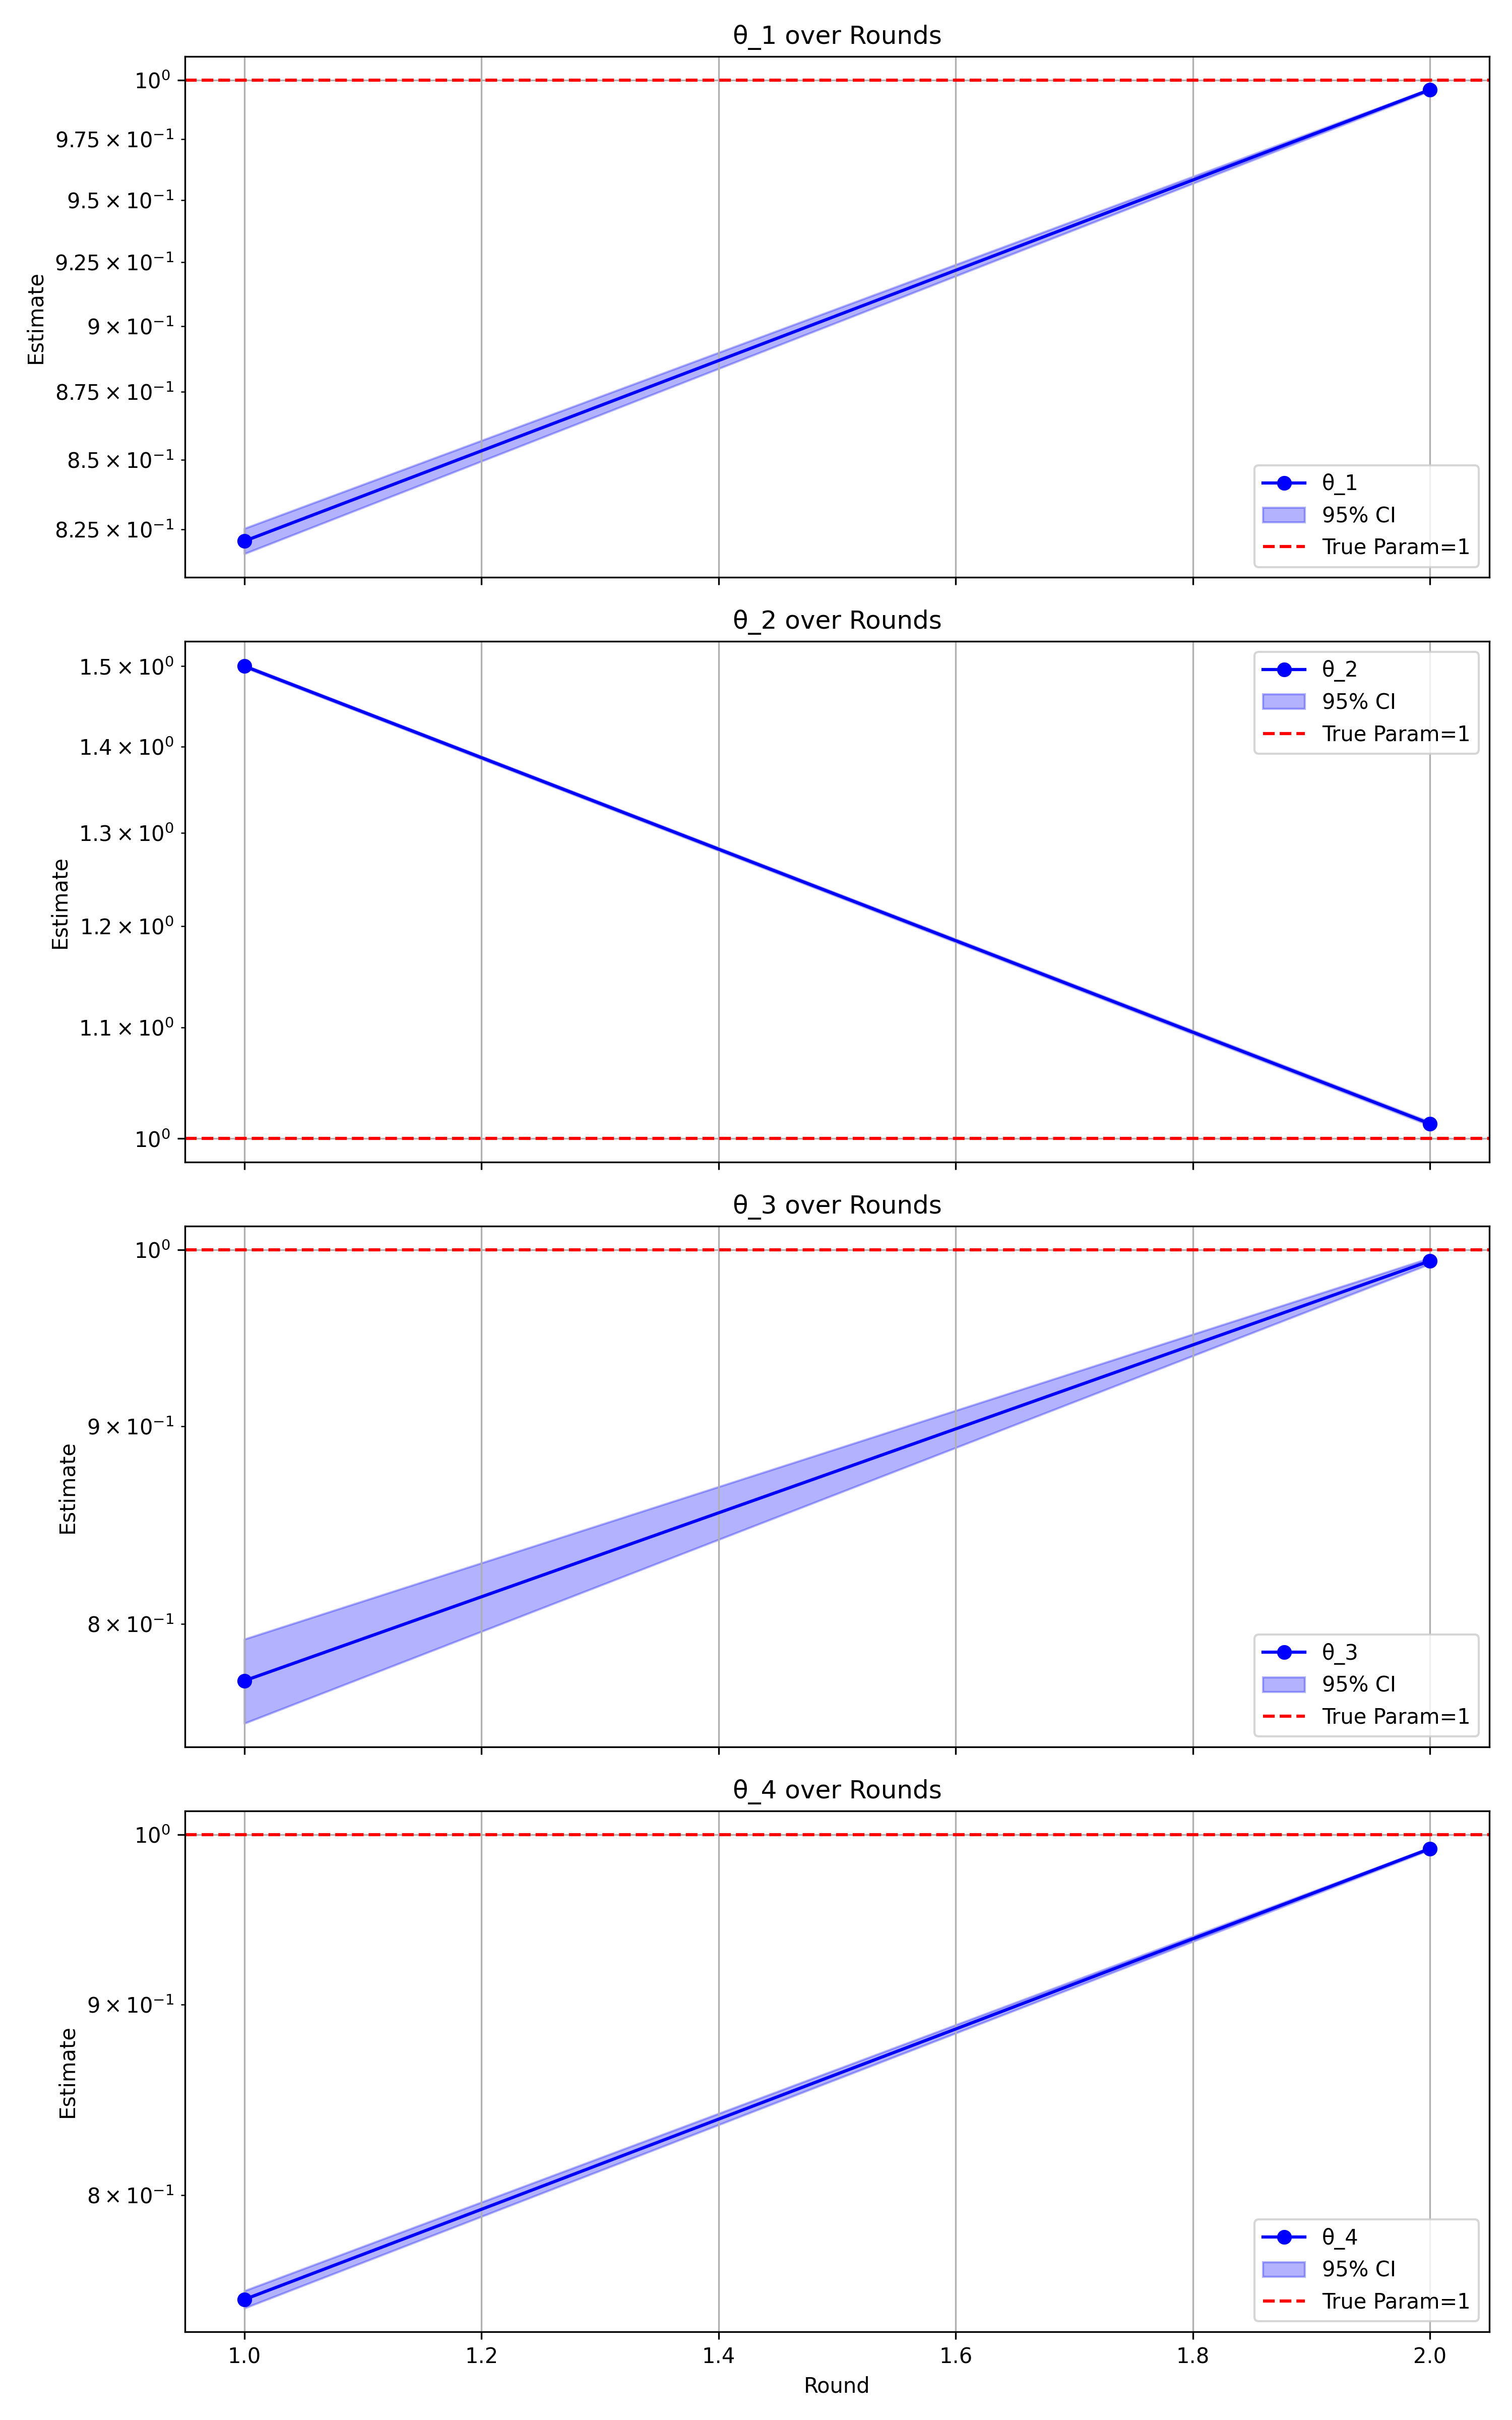 θ_1 over Rounds
10⁰
9.75 × 10⁻¹
9.5 × 10⁻¹
9.25 × 10⁻¹
9 × 10⁻¹
8.75 × 10⁻¹
8.5 × 10⁻¹
8.25 × 10⁻¹
Estimate
θ_1
95% CI
True Param=1
θ_2 over Rounds
1.5 × 10⁰
1.4 × 10⁰
1.3 × 10⁰
1.2 × 10⁰
1.1 × 10⁰
10⁰
Estimate
θ_2
95% CI
True Param=1
θ_3 over Rounds
10⁰
9 × 10⁻¹
8 × 10⁻¹
Estimate
θ_3
95% CI
True Param=1
θ_4 over Rounds
10⁰
9 × 10⁻¹
8 × 10⁻¹
Estimate
θ_4
95% CI
True Param=1
1.0 1.2 1.4 1.6 1.8 2.0
Round